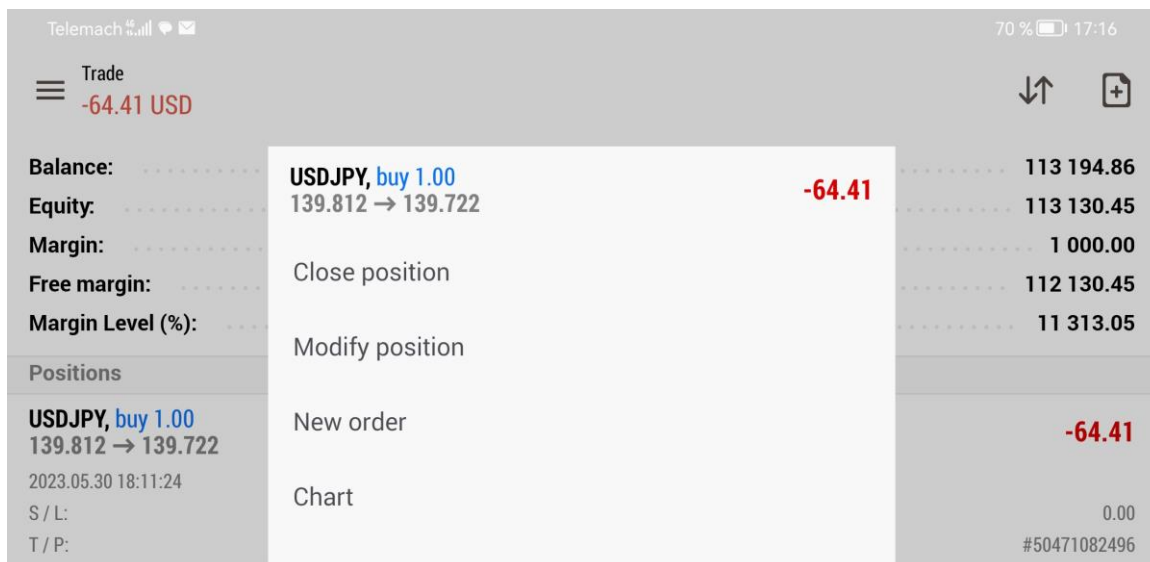 Telemach 4G 70 % 17:16
Trade
-64.41 USD
Balance: 113 194.86
Equity: 113 130.45
Margin: 1 000.00
Free margin: 112 130.45
Margin Level (%): 11 313.05
USDJPY, buy 1.00 -64.41
139.812 → 139.722
Close position
Modify position
New order
Chart
Positions
USDJPY, buy 1.00 -64.41
139.812 → 139.722
2023.05.30 18:11:24
S / L: 0.00
T / P: #50471082496